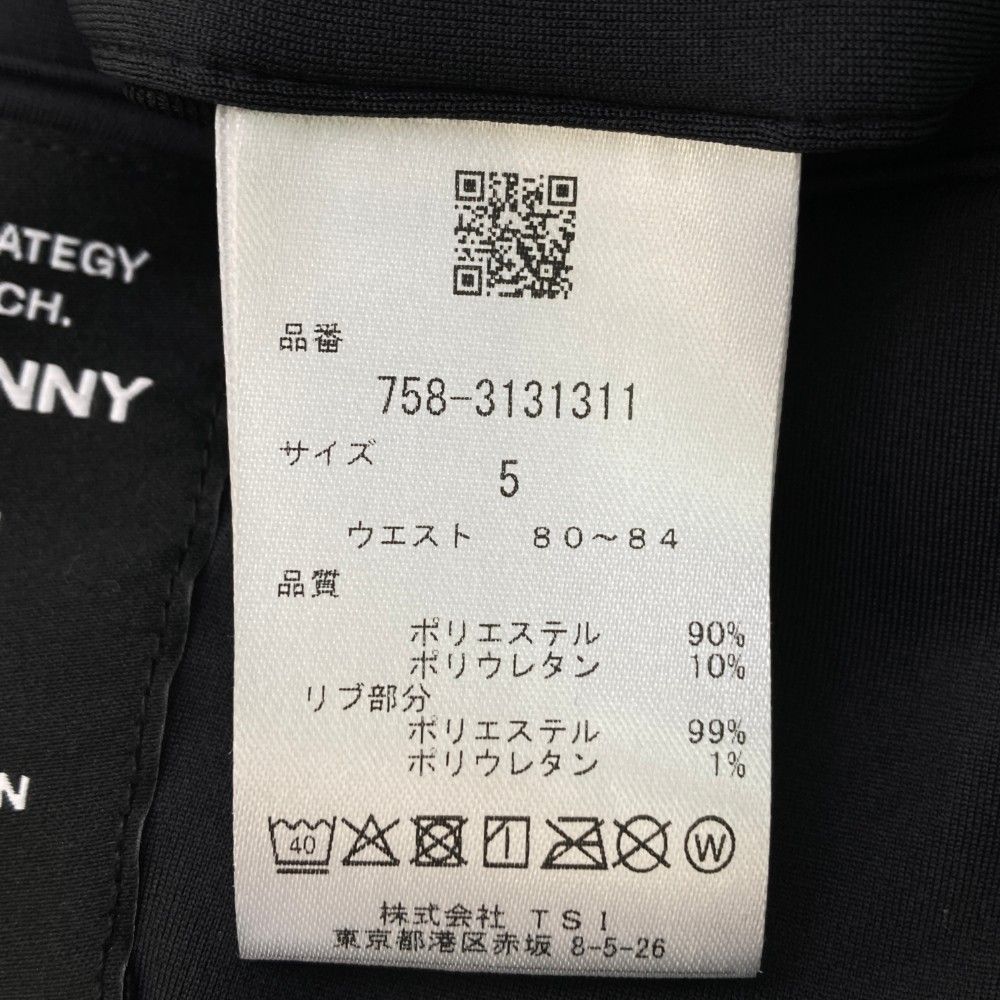 ATEGY
CH.
NNY
N
品番
758-3131311
サイズ
5
ウエスト 80～84
品質
ポリエステル 90%
ポリウレタン 10%
リブ部分
ポリエステル 99%
ポリウレタン 1%
40 W
株式会社 TSI
東京都港区赤坂 8-5-26